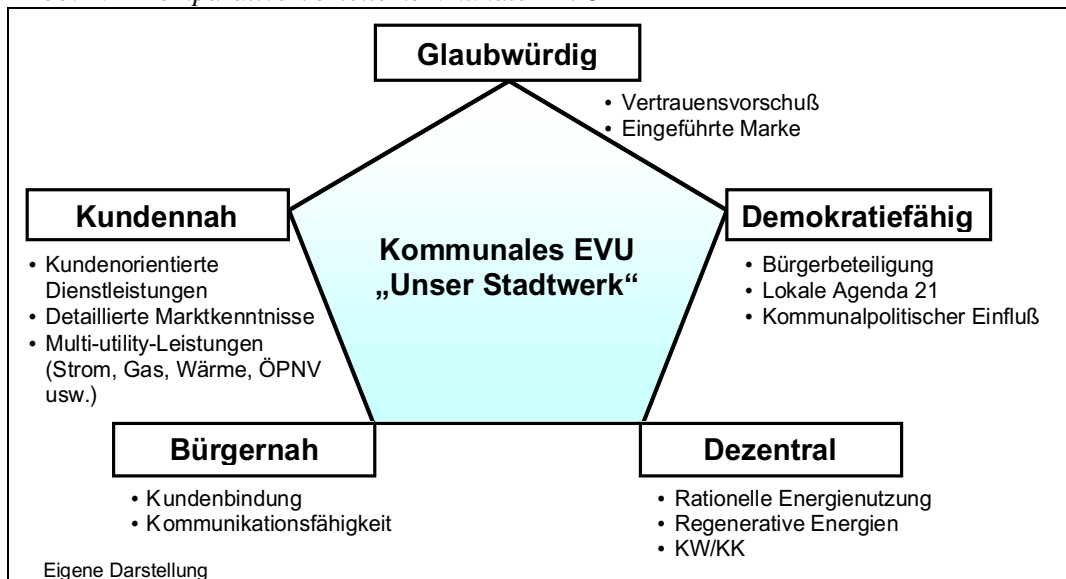 Glaubwürdig
• Vertrauensvorschuß
• Eingeführte Marke
Kundennah
• Kundenorientierte
Dienstleistungen
• Detaillierte Marktkenntnisse
• Multi-utility-Leistungen
(Strom, Gas, Wärme, ÖPNV
usw.)
Kommunales EVU
„Unser Stadtwerk“
Demokratiefähig
• Bürgerbeteiligung
• Lokale Agenda 21
• Kommunalpolitischer Einfluß
Bürgernah
• Kundenbindung
• Kommunikationsfähigkeit
Dezentral
• Rationelle Energienutzung
• Regenerative Energien
• KW/KK
Eigene Darstellung